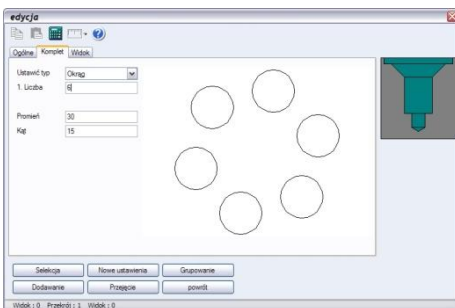 edycja
Ogólne Komplet Widok
Ustawić typ Okrąg
1. Liczba 6
Promień 30
Kąt 15
Selekcja Nowe ustawienia Grupowanie
Dodawanie Przejęcie powrót
Widok : 0 Przekrój : 1 Widok : 0